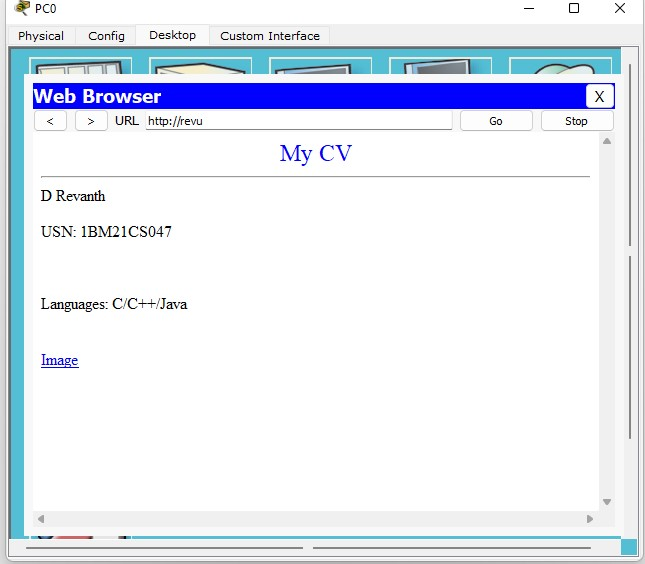 PC0
Physical Config Desktop Custom Interface
Web Browser X
< > URL http://revu Go Stop
My CV
D Revanth
USN: 1BM21CS047
Languages: C/C++/Java
Image